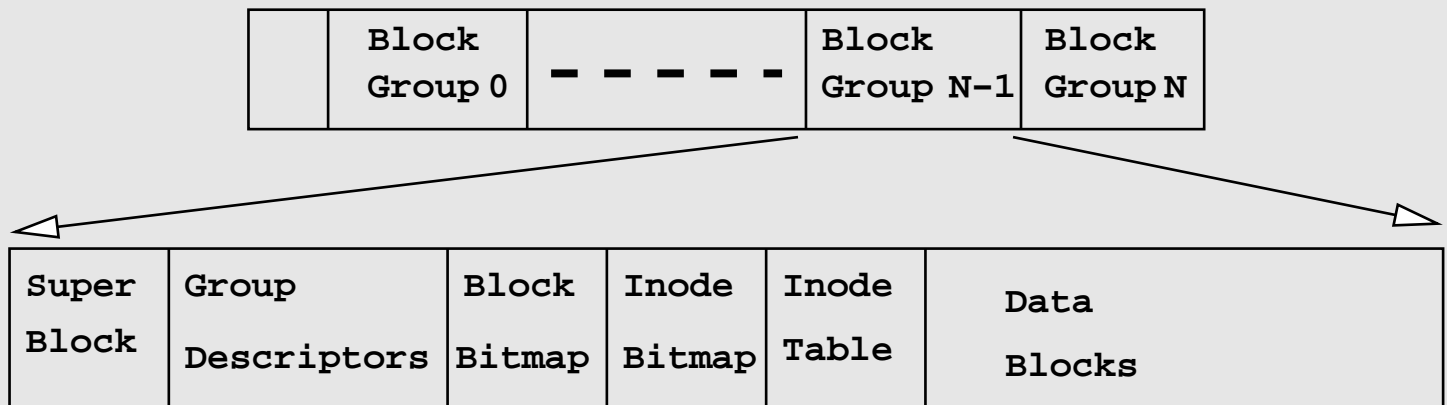 Block
Group 0
Block
Group N-1
Block
Group N
Super
Block
Group
Descriptors
Block
Bitmap
Inode
Bitmap
Inode
Table
Data
Blocks